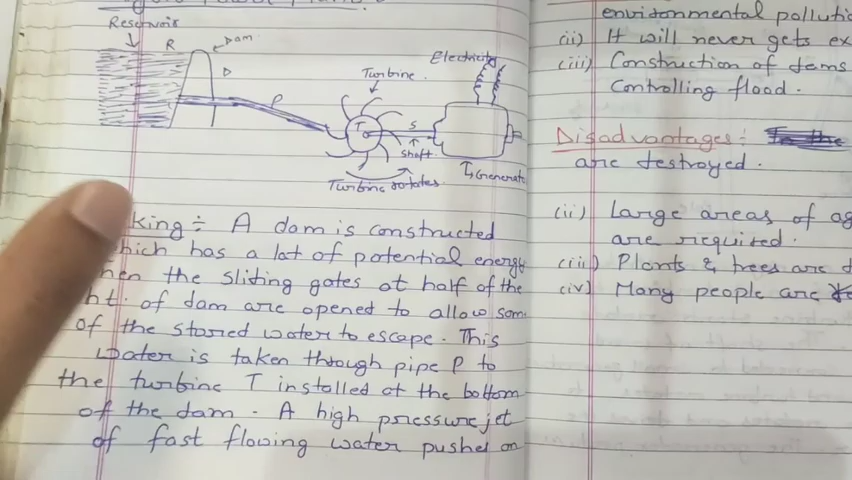 Reservoir
R
Dam
D
P
Turbine
T
S
shaft
Turbine rotates
Electricity
Generato
king ÷ A dam is constructed
hich has a lot of potential energy
hen the sliding gates at half of the
ht. of dam are opened to allow som
of the stored water to escape. This
water is taken through pipe P to
the turbine T installed at the bottom
of the dam. A high pressure jet
of fast flowing water pushes on
environmental pollutio
(ii) It will never gets ex
(iii) Construction of dams
Controlling flood.
Disadvantages:
are destroyed.
(ii) Large areas of ag
are required.
(iii) Plants & trees are d
(iv) Many people are